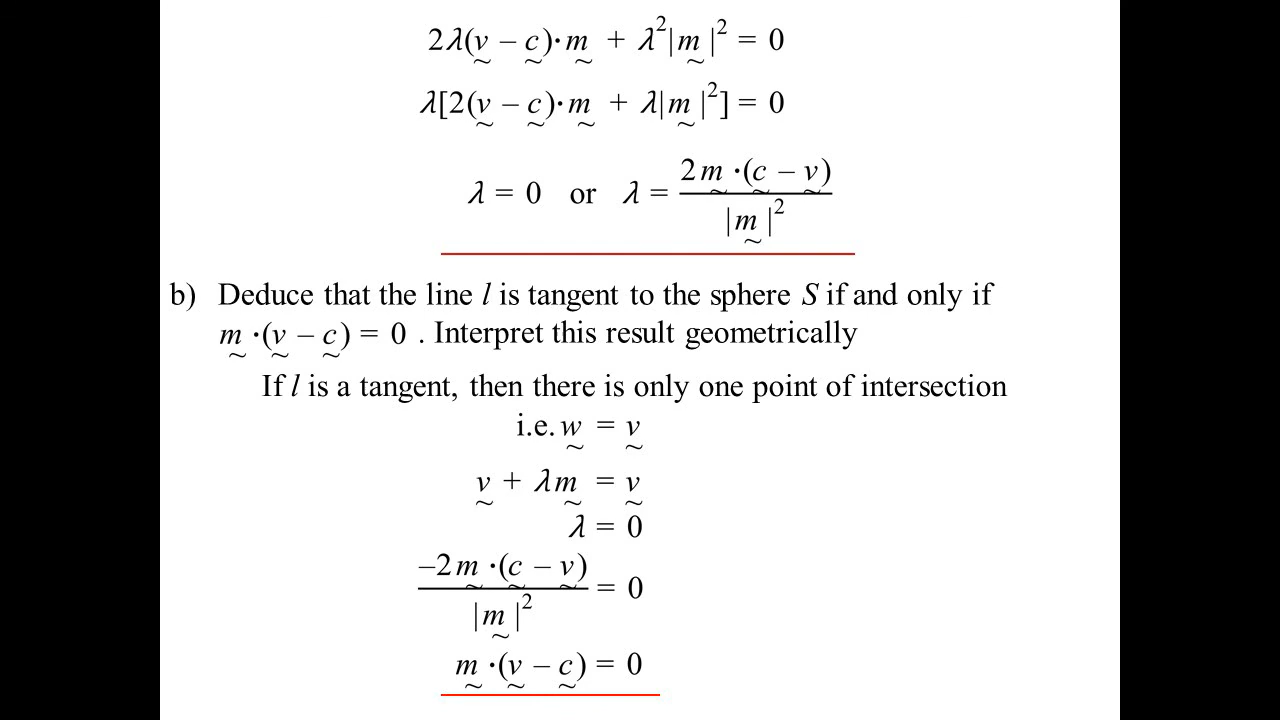 2λ(v – c)·m + λ²|m|² = 0
λ[2(v – c)·m + λ|m|²] = 0
λ = 0 or λ = 2m·(c – v) / |m|²
b) Deduce that the line l is tangent to the sphere S if and only if
m·(v – c) = 0 . Interpret this result geometrically
If l is a tangent, then there is only one point of intersection
i.e. w = v
v + λm = v
λ = 0
–2m·(c – v) / |m|² = 0
m·(v – c) = 0